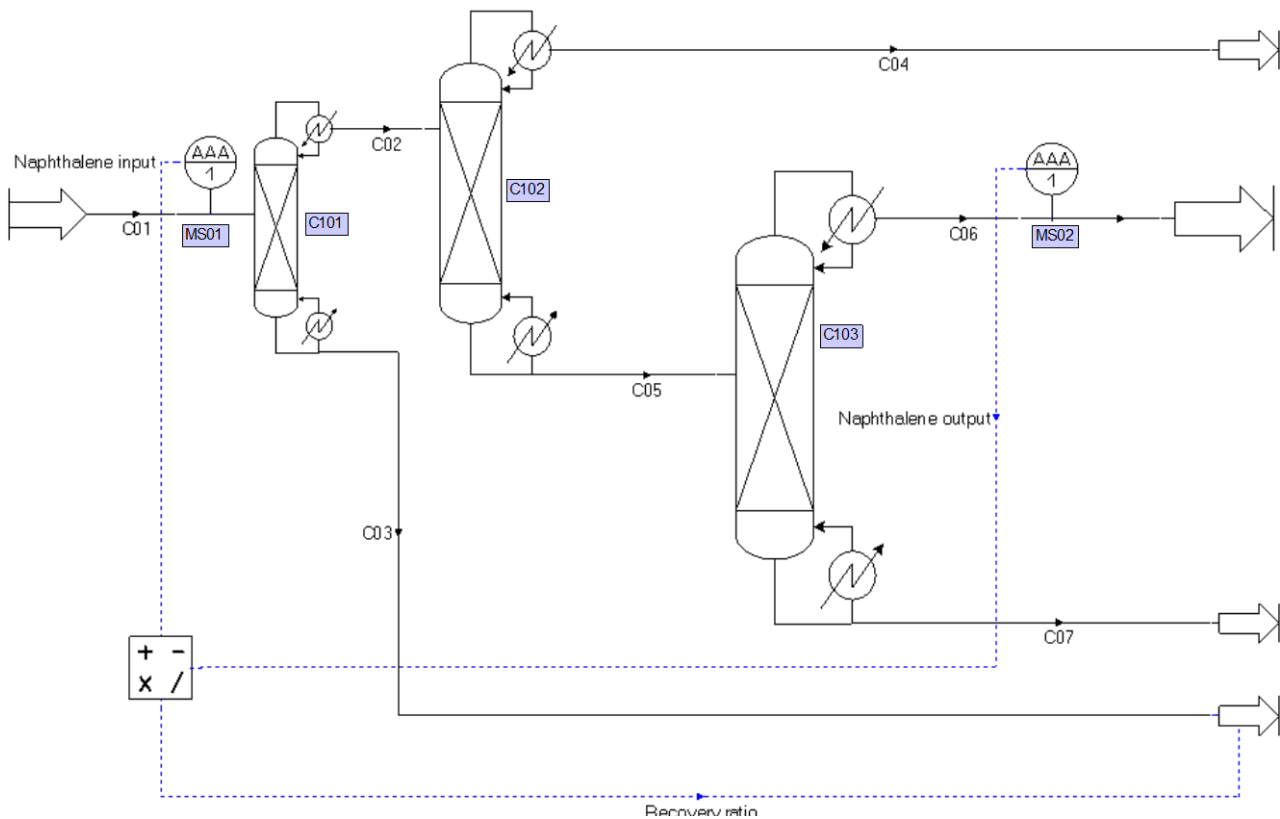 C04
C02
AAA
1
Naphthalene input
C102
AAA
1
C101
C01
MS01
C06
MS02
C103
C05
Naphthalene output
C03
C07
+ -
x /
Recovery ratio